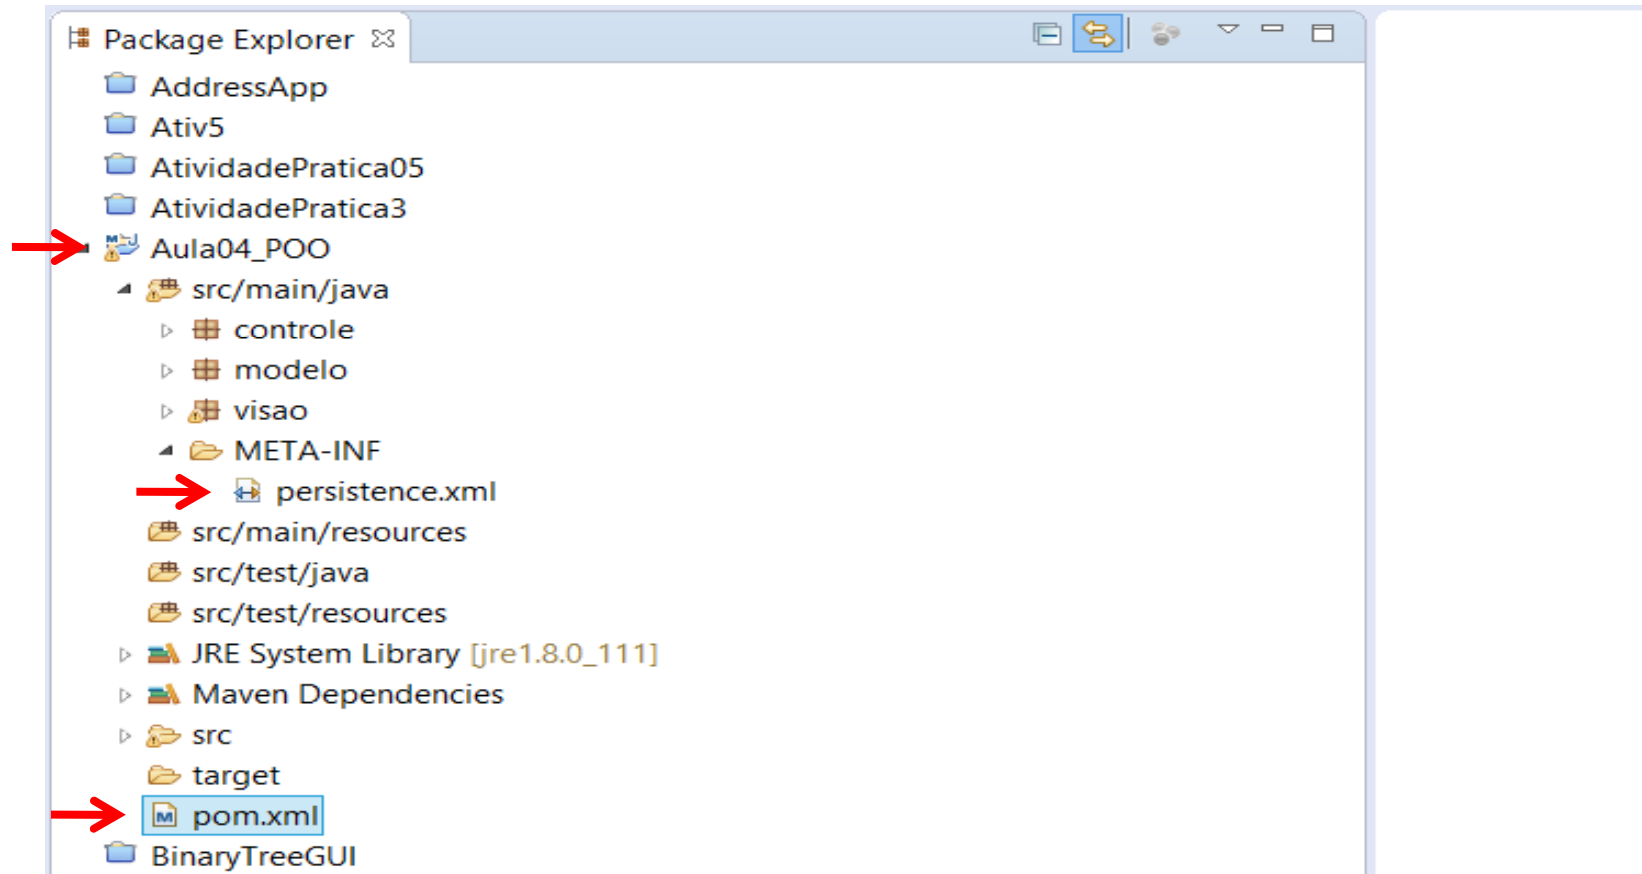 Package Explorer
AddressApp
Ativ5
AtividadePratica05
AtividadePratica3
Aula04_POO
src/main/java
controle
modelo
visao
META-INF
persistence.xml
src/main/resources
src/test/java
src/test/resources
JRE System Library [jre1.8.0_111]
Maven Dependencies
src
target
pom.xml
BinaryTreeGUI